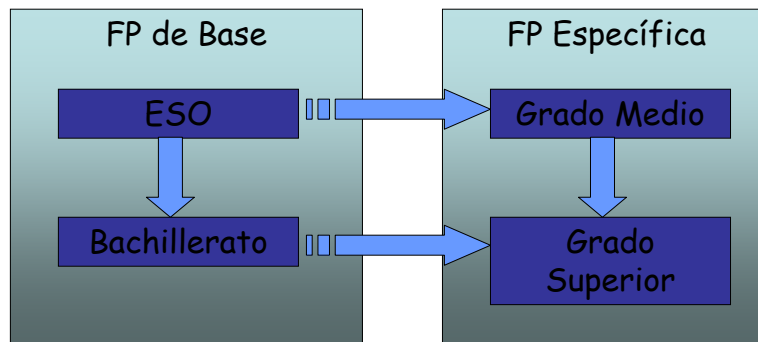 FP de Base
ESO
Bachillerato
FP Específica
Grado Medio
Grado
Superior